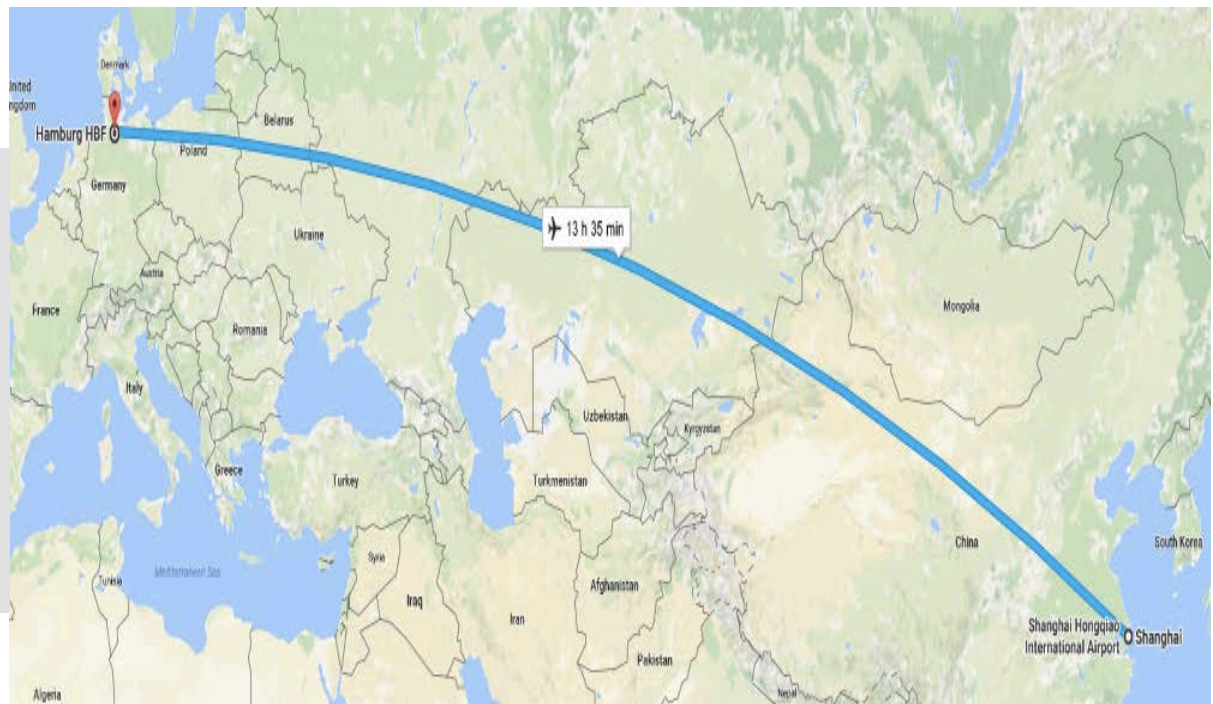 Denmark
United
Kingdom
Hamburg HBF
Belarus
Poland
Germany
13 h 35 min
Ukraine
Austria
France
Mongolia
Romania
Italy
Uzbekistan
Kyrgyzstan
Greece
Turkey
Turkmenistan
China
South Korea
Syria
Tunisia
Mediterranean Sea
Afghanistan
Iraq
Iran
Shanghai Hongqiao
International Airport
Shanghai
Pakistan
Algeria
Nepal